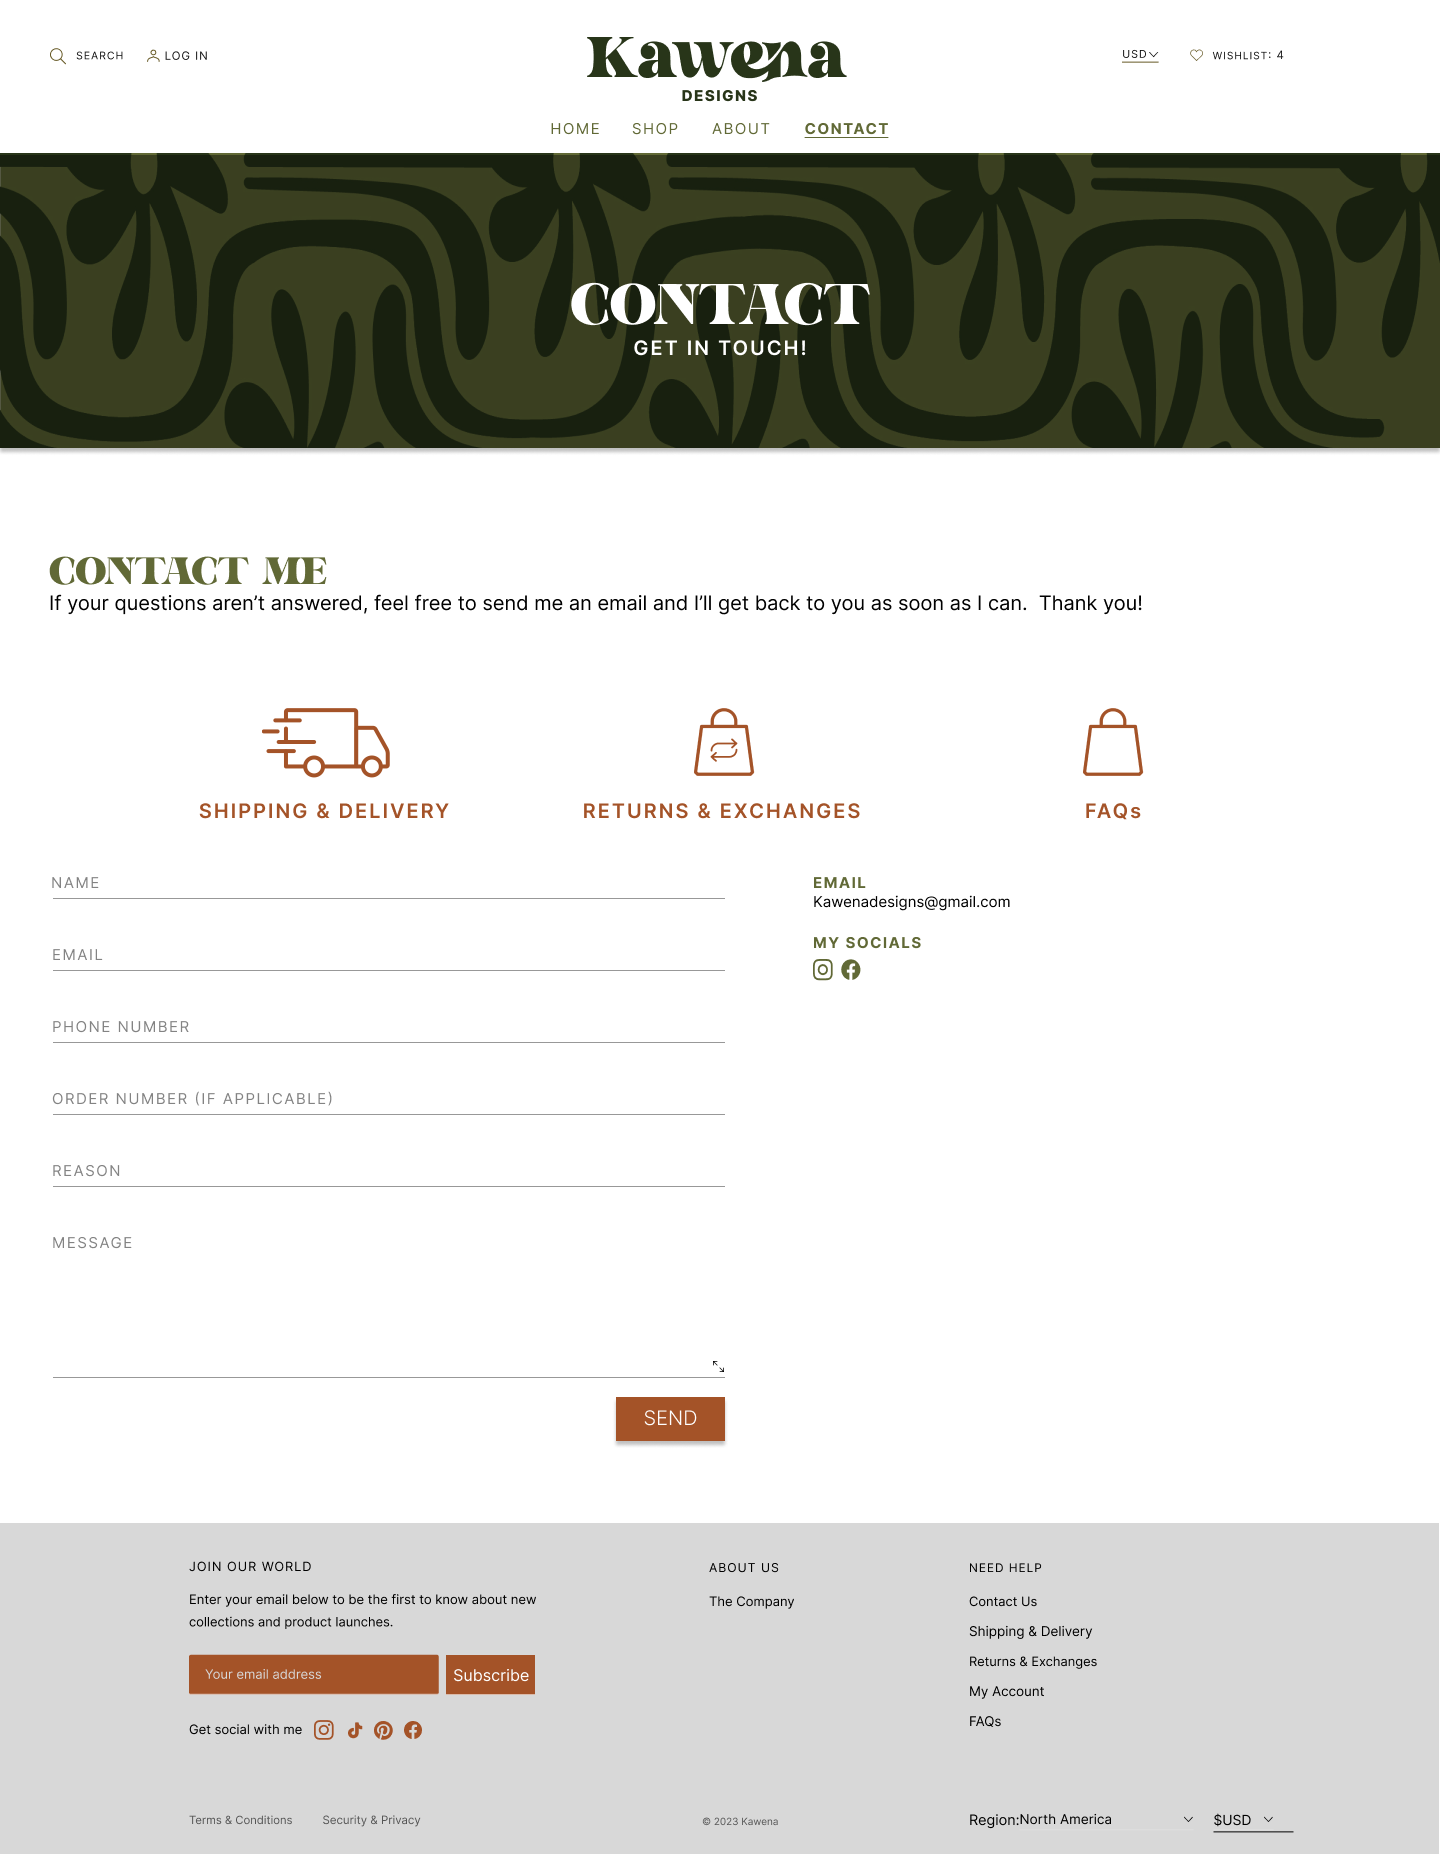 SEARCH
LOG IN
Kawena
DESIGNS
USD
WISHLIST: 4
HOME
SHOP
ABOUT
CONTACT
CONTACT
GET IN TOUCH!
CONTACT ME
If your questions aren’t answered, feel free to send me an email and I’ll get back to you as soon as I can.  Thank you!
SHIPPING & DELIVERY
RETURNS & EXCHANGES
FAQs
NAME
EMAIL
PHONE NUMBER
ORDER NUMBER (IF APPLICABLE)
REASON
MESSAGE
SEND
EMAIL
Kawenadesigns@gmail.com
MY SOCIALS
JOIN OUR WORLD
Enter your email below to be the first to know about new
collections and product launches.
Your email address
Subscribe
Get social with me
ABOUT US
The Company
NEED HELP
Contact Us
Shipping & Delivery
Returns & Exchanges
My Account
FAQs
Terms & Conditions
Security & Privacy
© 2023 Kawena
Region:North America
$USD